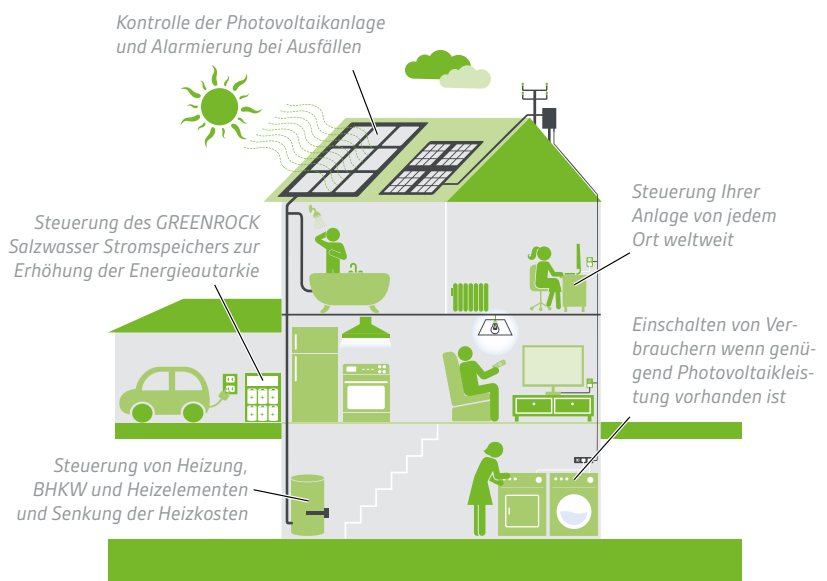 Kontrolle der Photovoltaikanlage
und Alarmierung bei Ausfällen
Steuerung des GREENROCK
Salzwasser Stromspeichers zur
Erhöhung der Energieautarkie
Steuerung Ihrer
Anlage von jedem
Ort weltweit
Einschalten von Ver-
brauchern wenn genü-
gend Photovoltaikleis-
tung vorhanden ist
Steuerung von Heizung,
BHKW und Heizelementen
und Senkung der Heizkosten